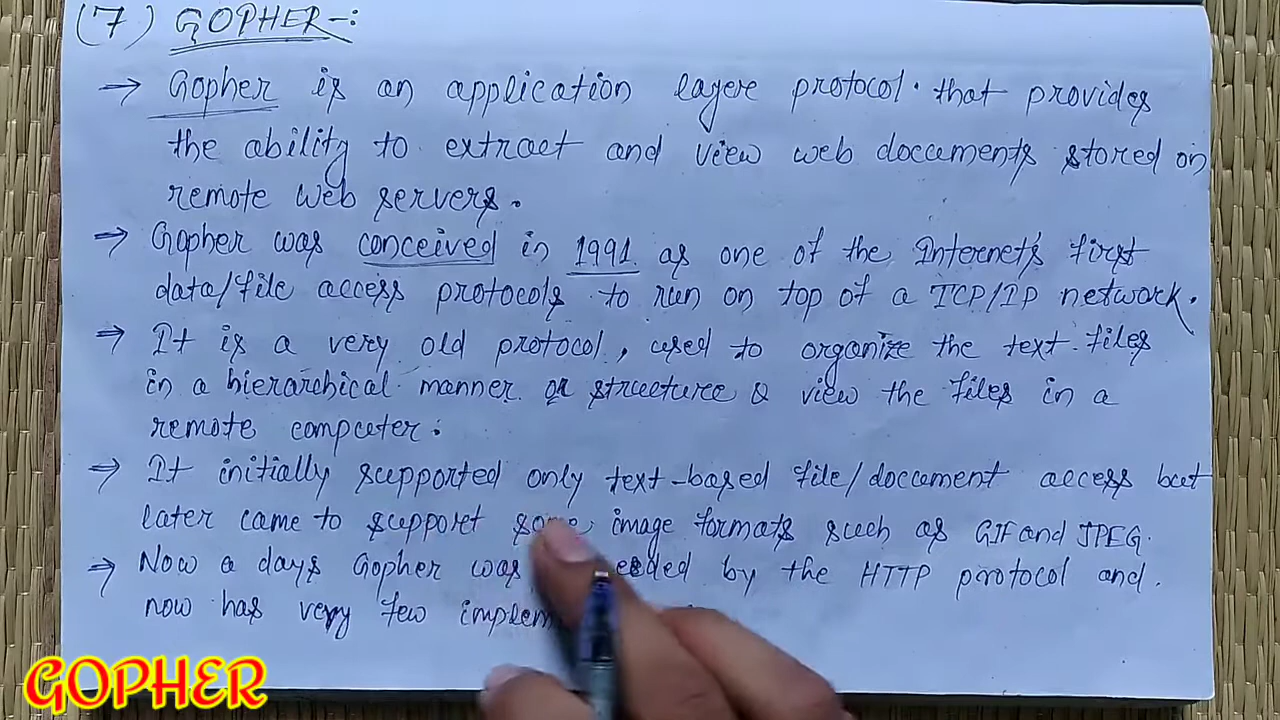 (7) GOPHER-:
→ Gopher is an application layer protocol. that provides
the ability to extract and view web documents stored on
remote web servers.
→ Gopher was conceived in 1991 as one of the Internet's first
data/file access protocols to run on top of a TCP/IP network.
→ It is a very old protocol, used to organize the text files
in a hierarchical manner or structure & view the files in a
remote computer.
→ It initially supported only text-based file/document access but
later came to support some image formats such as GIF and JPEG.
→ Now a days Gopher was by the HTTP protocol and
now has very few
GOPHER